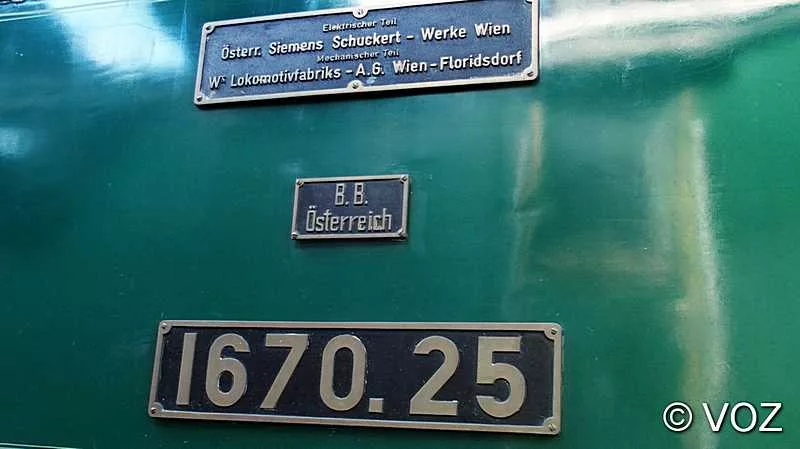 Elektrischer Teil
Österr. Siemens Schuckert - Werke Wien
Mechanischer Teil
Wr Lokomotivfabriks - A.G. Wien - Floridsdorf
B. B.
Österreich
1670.25
© VOZ